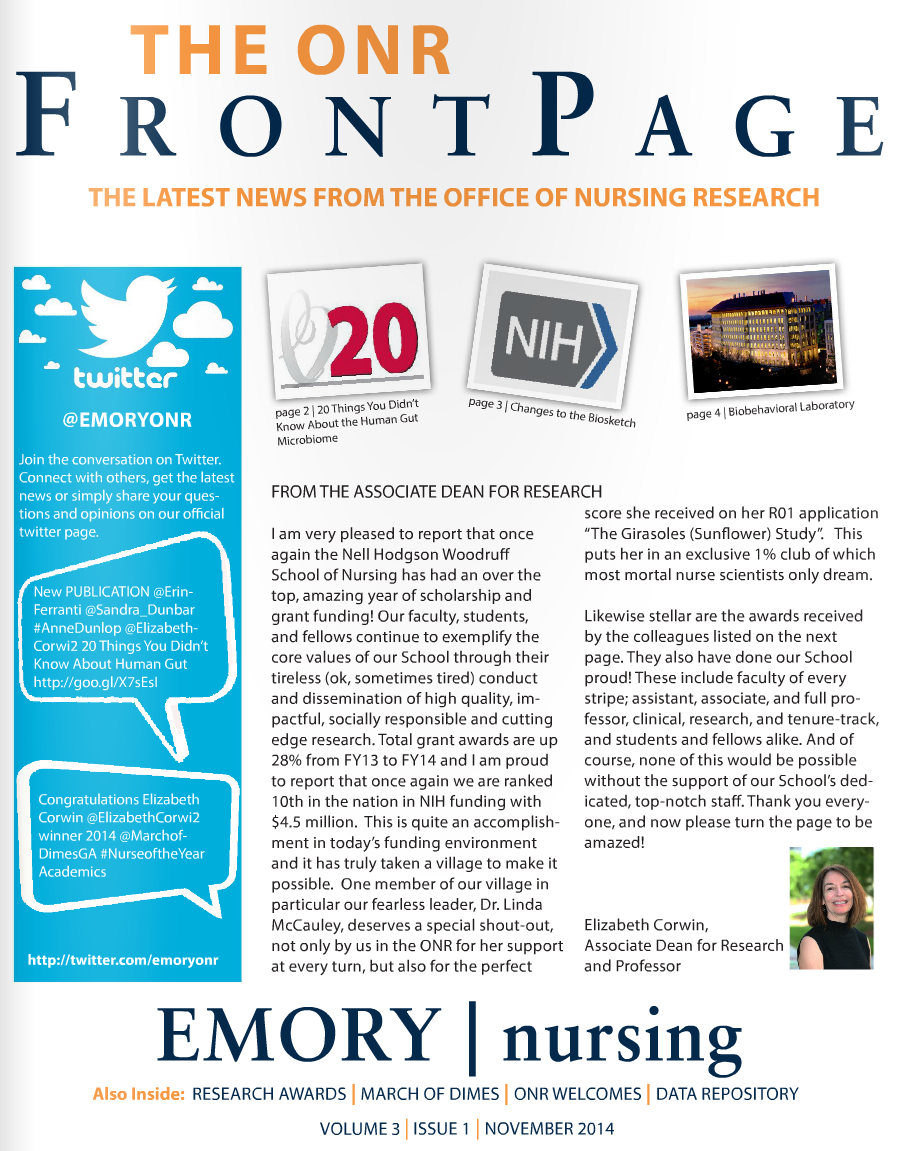 THE ONR
FRONTPAGE
THE LATEST NEWS FROM THE OFFICE OF NURSING RESEARCH
twitter
@EMORYONR
Join the conversation on Twitter.
Connect with others, get the latest
news or simply share your ques-
tions and opinions on our official
twitter page.
New PUBLICATION @Erin-
Ferranti @Sandra_Dunbar
#AnneDunlop @Elizabeth-
Corwi2 20 Things You Didn't
Know About Human Gut
http://goo.gl/X7sEsI
Congratulations Elizabeth
Corwin @ElizabethCorwi2
winner 2014 @Marchof-
DimesGA #NurseoftheYear
Academics
http://twitter.com/emoryonr
20
page 2 | 20 Things You Didn't
Know About the Human Gut
Microbiome
NIH
page 3 | Changes to the Biosketch
page 4 | Biobehavioral Laboratory
FROM THE ASSOCIATE DEAN FOR RESEARCH
I am very pleased to report that once
again the Nell Hodgson Woodruff
School of Nursing has had an over the
top, amazing year of scholarship and
grant funding! Our faculty, students,
and fellows continue to exemplify the
core values of our School through their
tireless (ok, sometimes tired) conduct
and dissemination of high quality, im-
pactful, socially responsible and cutting
edge research. Total grant awards are up
28% from FY13 to FY14 and I am proud
to report that once again we are ranked
10th in the nation in NIH funding with
$4.5 million.  This is quite an accomplish-
ment in today's funding environment
and it has truly taken a village to make it
possible.  One member of our village in
particular our fearless leader, Dr. Linda
McCauley, deserves a special shout-out,
not only by us in the ONR for her support
at every turn, but also for the perfect
score she received on her R01 application
"The Girasoles (Sunflower) Study".   This
puts her in an exclusive 1% club of which
most mortal nurse scientists only dream.
Likewise stellar are the awards received
by the colleagues listed on the next
page. They also have done our School
proud! These include faculty of every
stripe; assistant, associate, and full pro-
fessor, clinical, research, and tenure-track,
and students and fellows alike. And of
course, none of this would be possible
without the support of our School's ded-
icated, top-notch staff. Thank you every-
one, and now please turn the page to be
amazed!
Elizabeth Corwin,
Associate Dean for Research
and Professor
EMORY | nursing
Also Inside: RESEARCH AWARDS | MARCH OF DIMES | ONR WELCOMES | DATA REPOSITORY
VOLUME 3 | ISSUE 1 | NOVEMBER 2014